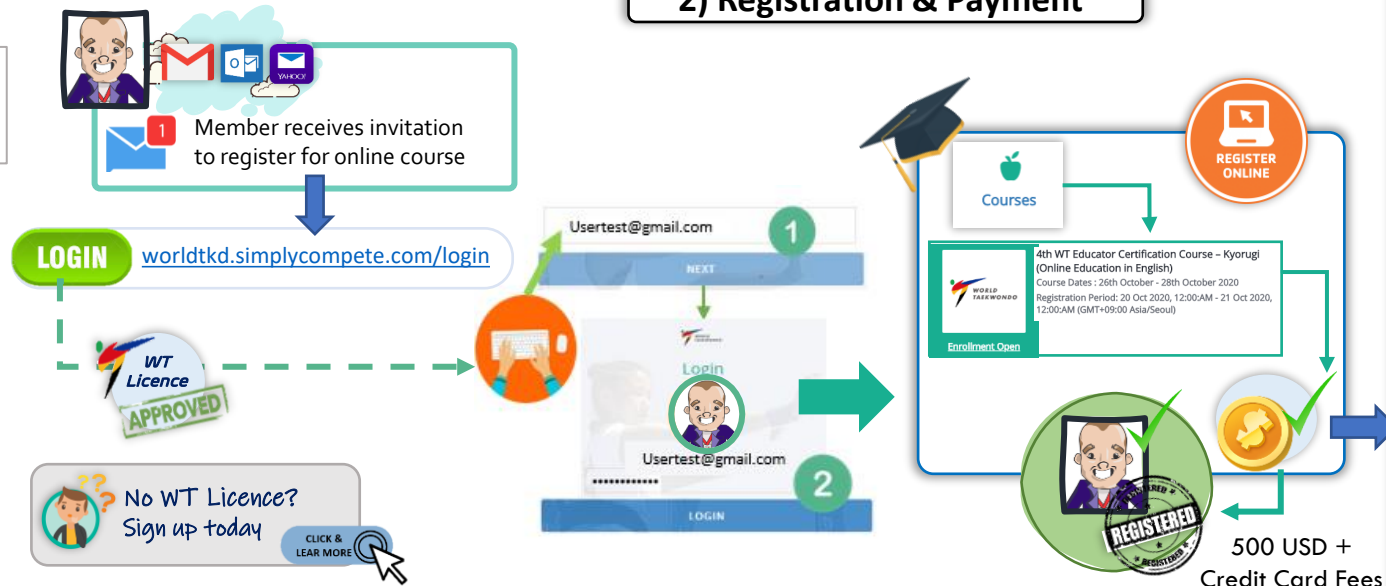 2) Registration & Payment
YAHOO!
1
Member receives invitation
to register for online course
LOGIN
worldtkd.simplycompete.com/login
WT
Licence
APPROVED
No WT Licence?
Sign up today
CLICK &
LEAR MORE
Usertest@gmail.com
1
NEXT
Login
Usertest@gmail.com
2
LOGIN
REGISTER
ONLINE
Courses
WORLD
TAEKWONDO
Enrollment Open
4th WT Educator Certification Course – Kyorugi
(Online Education in English)
Course Dates : 26th October - 28th October 2020
Registration Period: 20 Oct 2020, 12:00:AM - 21 Oct 2020,
12:00:AM (GMT+09:00 Asia/Seoul)
REGISTERED
REGISTERED
REGISTERED
500 USD +
Credit Card Fees